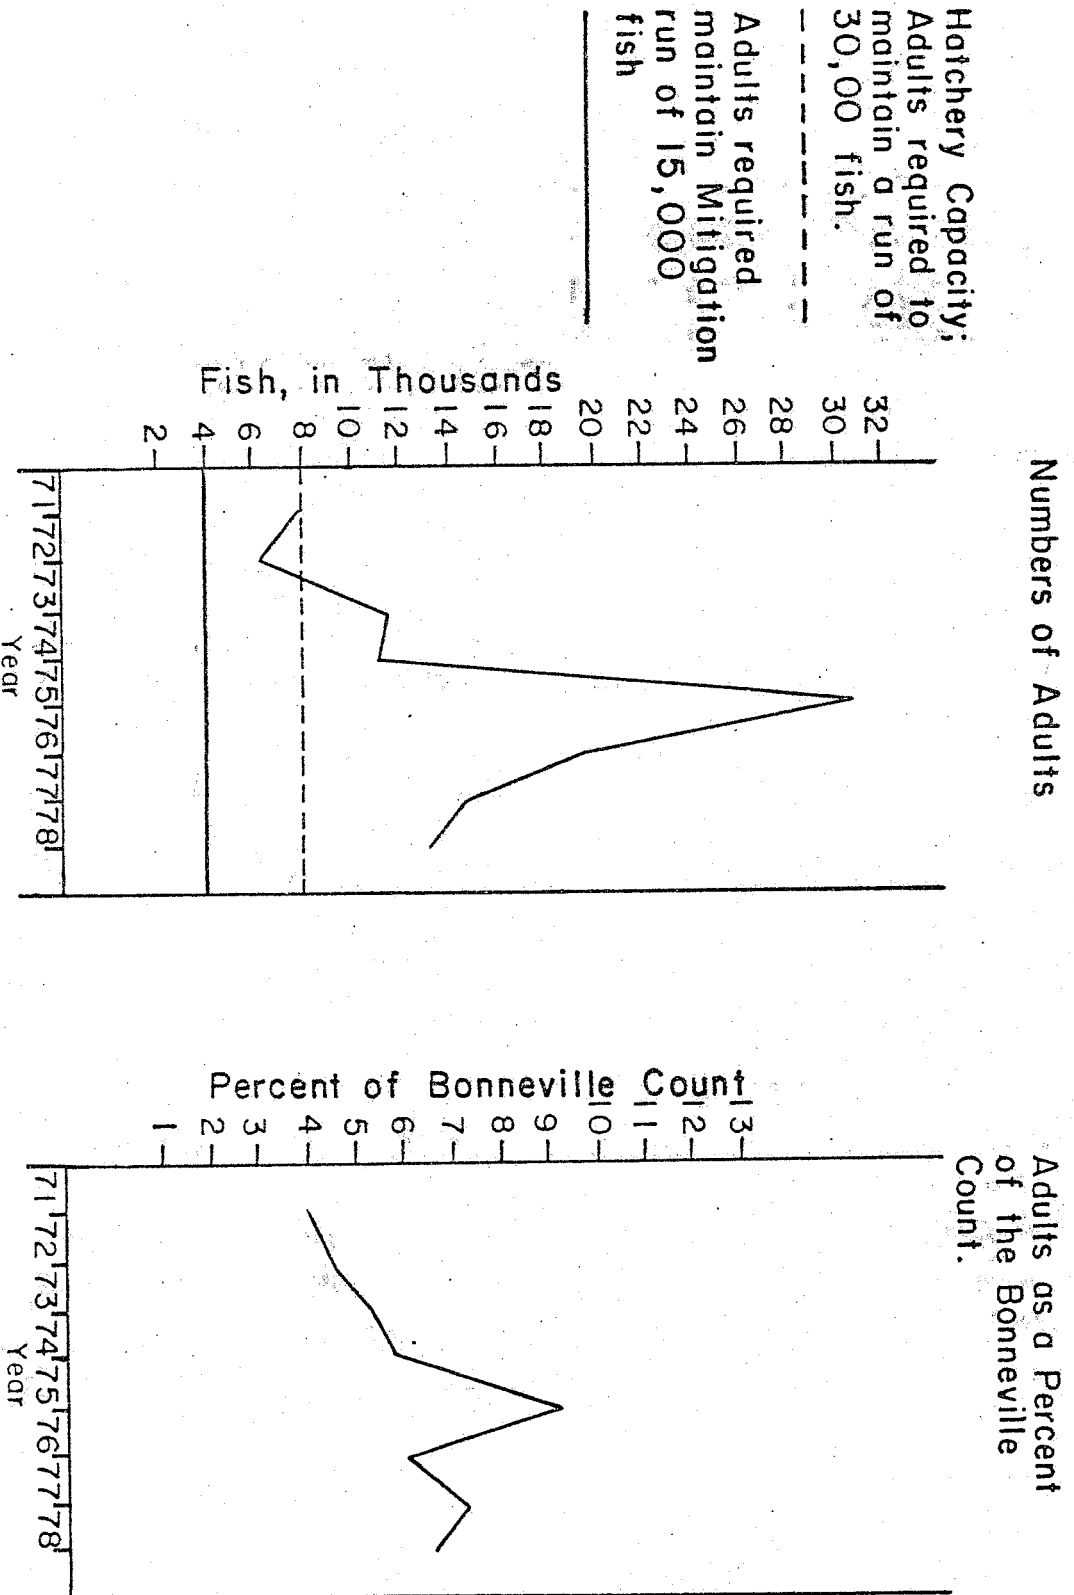 Numbers of Adults
Hatchery Capacity;
Adults required to
maintain a run of
30,00 fish.
Adults required
maintain Mitigation
run of 15,000
fish
Fish, in Thousands
32
30
28
26
24
22
20
18
16
14
12
10
8
6
4
2
71 72 73 74 75 76 77 78
Year
Adults as a Percent
of the Bonneville
Count.
Percent of Bonneville Count
13
12
11
10
9
8
7
6
5
4
3
2
1
71 72 73 74 75 76 77 78
Year